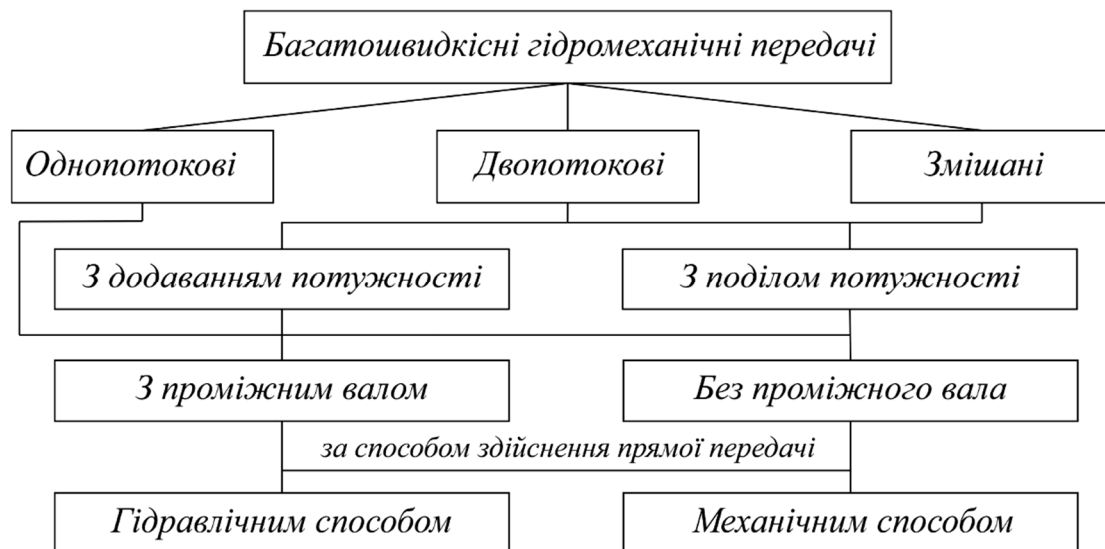 Багатошвидкісні гідромеханічні передачі
Однопотокові
Двопотокові
Змішані
З додаванням потужності
З поділом потужності
З проміжним валом
Без проміжного вала
за способом здійснення прямої передачі
Гідравлічним способом
Механічним способом